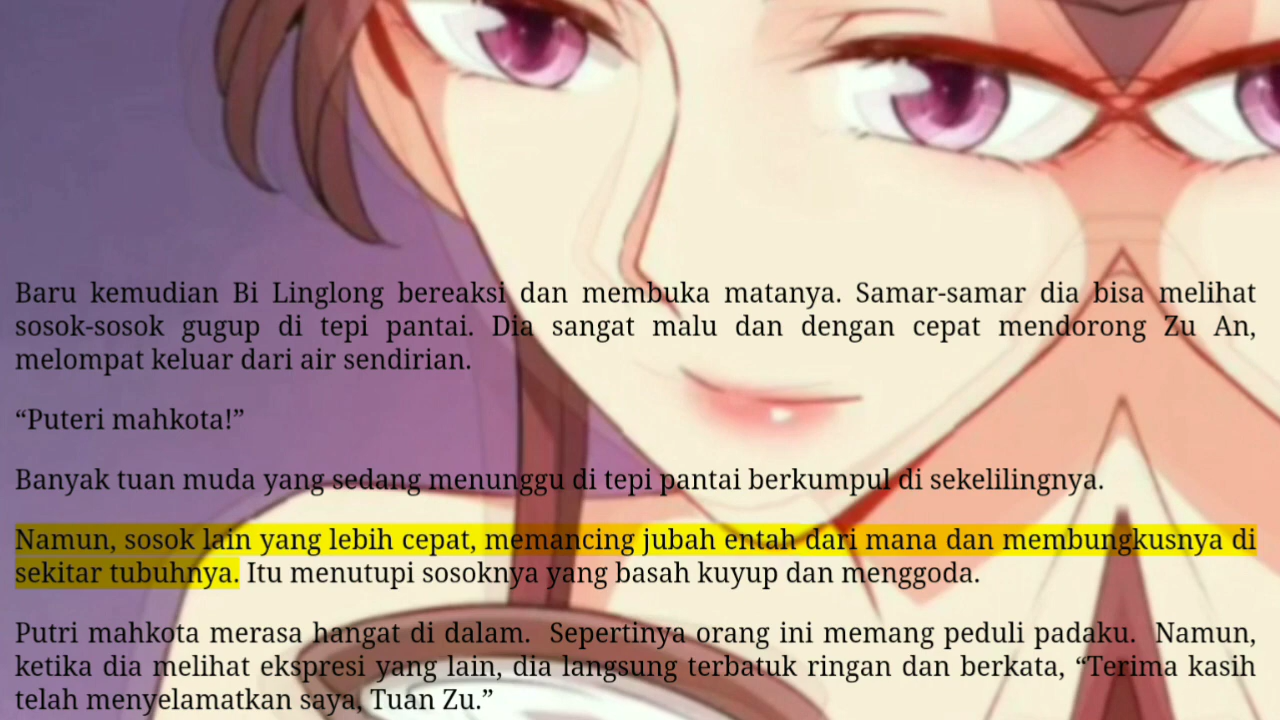 Baru kemudian Bi Linglong bereaksi dan membuka matanya. Samar-samar dia bisa melihat
sosok-sosok gugup di tepi pantai. Dia sangat malu dan dengan cepat mendorong Zu An,
melompat keluar dari air sendirian.
“Puteri mahkota!”
Banyak tuan muda yang sedang menunggu di tepi pantai berkumpul di sekelilingnya.
Namun, sosok lain yang lebih cepat, memancing jubah entah dari mana dan membungkusnya di
sekitar tubuhnya. Itu menutupi sosoknya yang basah kuyup dan menggoda.
Putri mahkota merasa hangat di dalam.  Sepertinya orang ini memang peduli padaku.  Namun,
ketika dia melihat ekspresi yang lain, dia langsung terbatuk ringan dan berkata, “Terima kasih
telah menyelamatkan saya, Tuan Zu.”